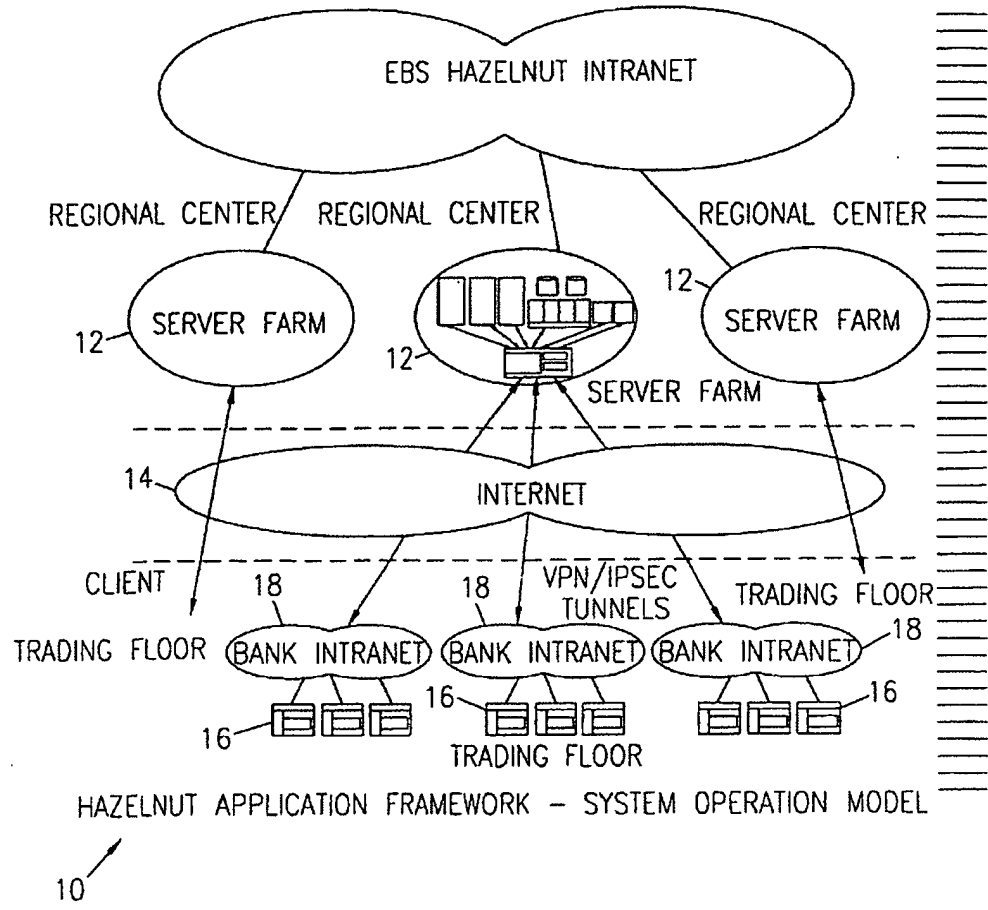 EBS HAZELNUT INTRANET
REGIONAL CENTER
REGIONAL CENTER
REGIONAL CENTER
12
SERVER FARM
12
12
SERVER FARM
12
SERVER FARM
14
INTERNET
CLIENT
VPN/IPSEC
TUNNELS
TRADING FLOOR
18
18
18
TRADING FLOOR
BANK INTRANET
BANK INTRANET
BANK INTRANET
16
16
16
TRADING FLOOR
HAZELNUT APPLICATION FRAMEWORK – SYSTEM OPERATION MODEL
10